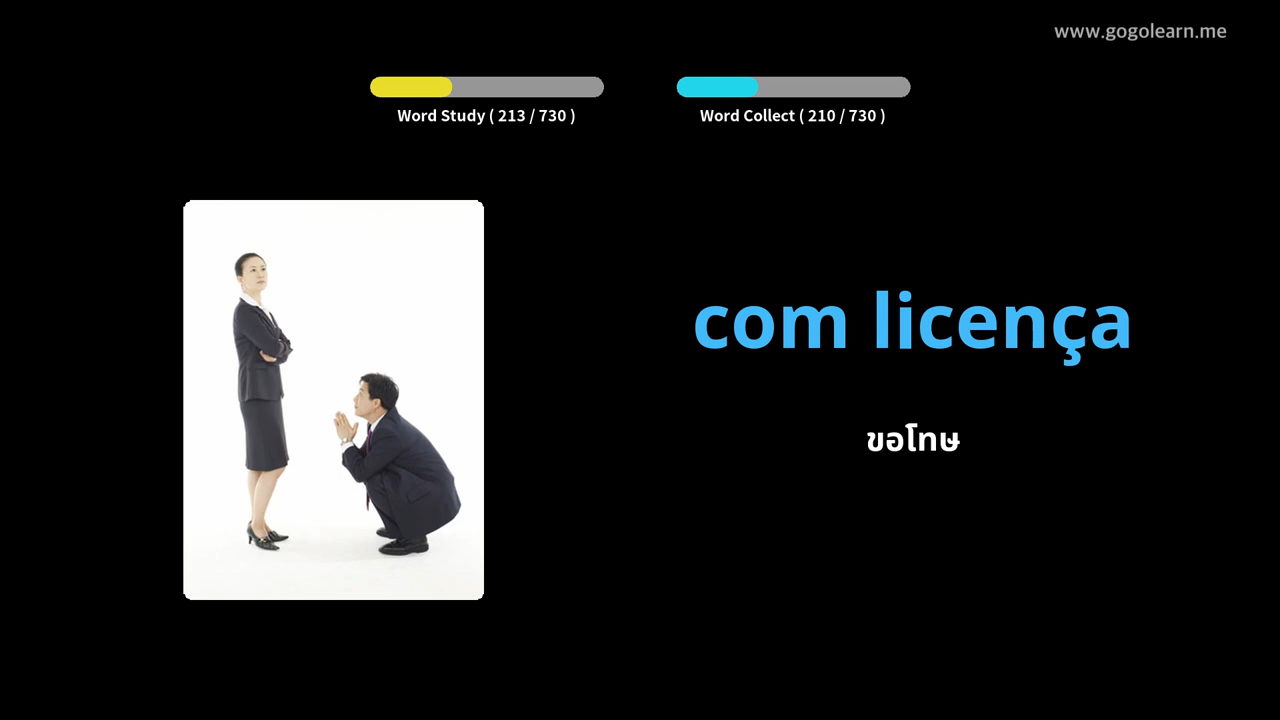 www.gogolearn.me
Word Study ( 213 / 730 )
Word Collect ( 210 / 730 )
com licença
ขอโทษ